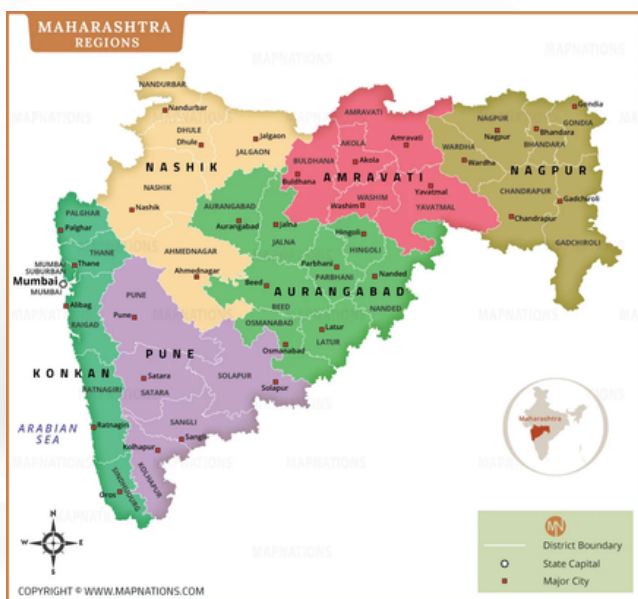 MAHARASHTRA
REGIONS
MAPNATIONS
NANDURBAR
Nandurbar
DHULE
Dhule
Jalgaon
JALGAON
NASHIK
NASHIK
Nashik
AHMEDNAGAR
Ahmednagar
AMRAVATI
AKOLA
Amravati
BULDHANA
Akola
Buldhana
AMRAVATI
WASHIM
Washim
Yavatmal
YAVATMAL
NAGPUR
Nagpur
Gondia
GONDIA
Bhandara
BHANDARA
WARDHA
Wardha
NAGPUR
CHANDRAPUR
Gadchiroli
Chandrapur
GADCHIROLI
AURANGABAD
Aurangabad
Jalna
JALNA
Hingoli
HINGOLI
Parbhani
PARBHANI
Nanded
Beed
AURANGABAD
BEED
NANDED
OSMANABAD
Latur
LATUR
Osmanabad
PALGHAR
Palghar
THANE
Thane
MUMBAI
SUBURBAN
Mumbai
MUMBAI
Alibag
RAIGAD
KONKAN
RATNAGIRI
Ratnagiri
SINDHUDURG
Oros
PUNE
Pune
PUNE
Satara
SATARA
SOLAPUR
Solapur
SANGLI
Sangli
Kolhapur
KOLHAPUR
ARABIAN
SEA
Maharashtra
N
W
E
S
MN
District Boundary
State Capital
Major City
COPYRIGHT © WWW.MAPNATIONS.COM